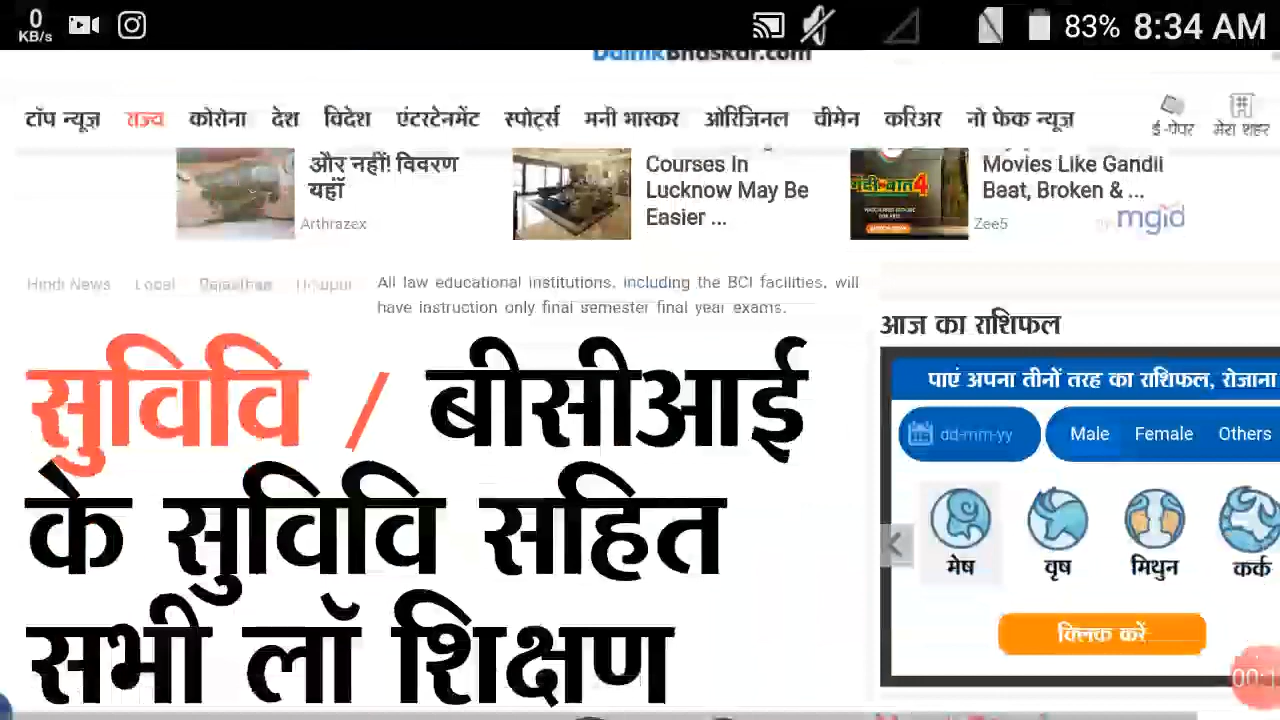 0
KB/s
83% 8:34 AM
DainikBhaskar.com
टॉप न्यूज़ राज्य कोरोना देश विदेश एंटरटेनमेंट स्पोर्ट्स मनी भास्कर ओरिजिनल वीमेन करिअर नो फेक न्यूज़
ई-पेपर मेरा शहर
और नहीं! विवरण
यहाँ
Arthrazex
Courses In
Lucknow May Be
Easier ...
Movies Like Gandii
Baat, Broken & ...
Zee5
by mgid
Hindi News Local Rajasthan Udaipur
All law educational institutions, including the BCI facilities, will
have instruction only final semester final year exams.
सुविवि / बीसीआई
के सुविवि सहित
सभी लॉ शिक्षण
आज का राशिफल
पाएं अपना तीनों तरह का राशिफल, रोजाना
dd-mm-yy Male Female Others
मेष वृष मिथुन कर्क
क्लिक करें